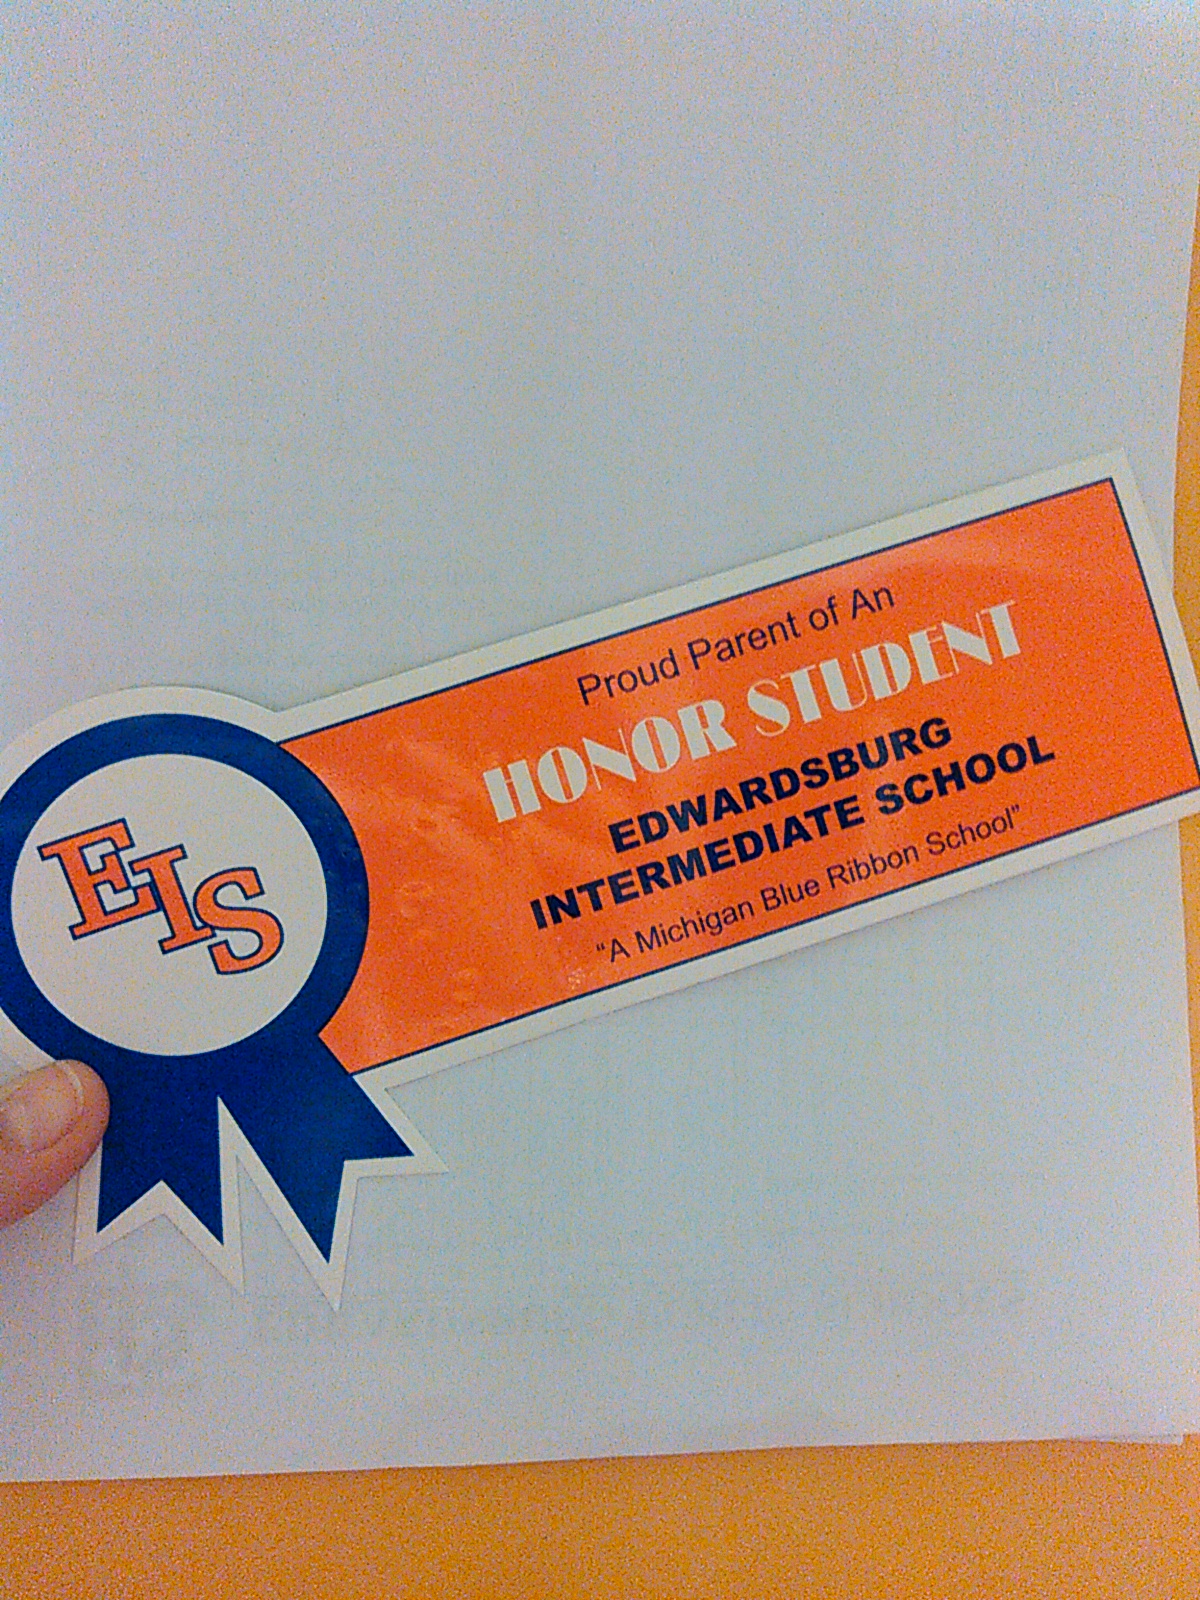 EIS
Proud Parent of An
HONOR STUDENT
EDWARDSBURG
INTERMEDIATE SCHOOL
"A Michigan Blue Ribbon School"